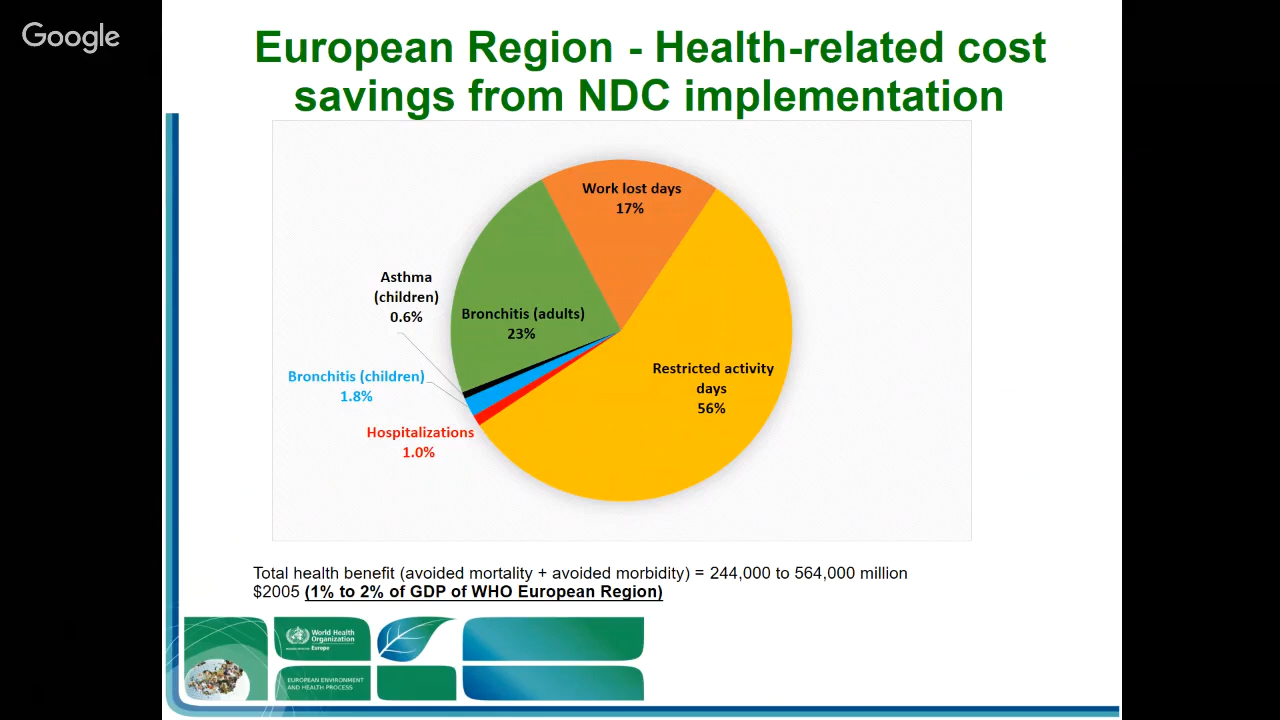 Google
European Region - Health-related cost
savings from NDC implementation
Work lost days
17%
Asthma
(children)
0.6%
Bronchitis (adults)
23%
Restricted activity
days
56%
Bronchitis (children)
1.8%
Hospitalizations
1.0%
Total health benefit (avoided mortality + avoided morbidity) = 244,000 to 564,000 million
$2005 (1% to 2% of GDP of WHO European Region)
World Health
Organization
Europe
EUROPEAN ENVIRONMENT
AND HEALTH PROCESS